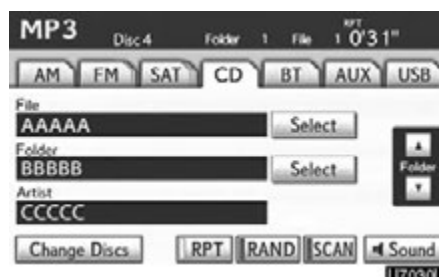 MP3 Disc 4 Folder 1 File 1 RPT 0'31"
AM FM SAT CD BT AUX USB
File
AAAAA Select
Folder
BBBBB Select
Folder
Artist
CCCCC
Change Discs RPT RAND SCAN Sound